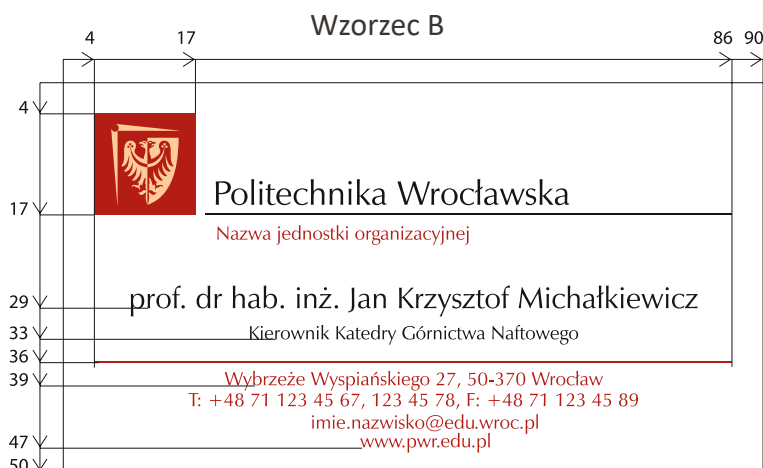 Wzorzec B
4 17 86 90
4
Politechnika Wrocławska
17
Nazwa jednostki organizacyjnej
29
prof. dr hab. inż. Jan Krzysztof Michałkiewicz
33
Kierownik Katedry Górnictwa Naftowego
36
39
Wybrzeże Wyspiańskiego 27, 50-370 Wrocław
T: +48 71 123 45 67, 123 45 78, F: +48 71 123 45 89
imie.nazwisko@edu.wroc.pl
47
www.pwr.edu.pl
50